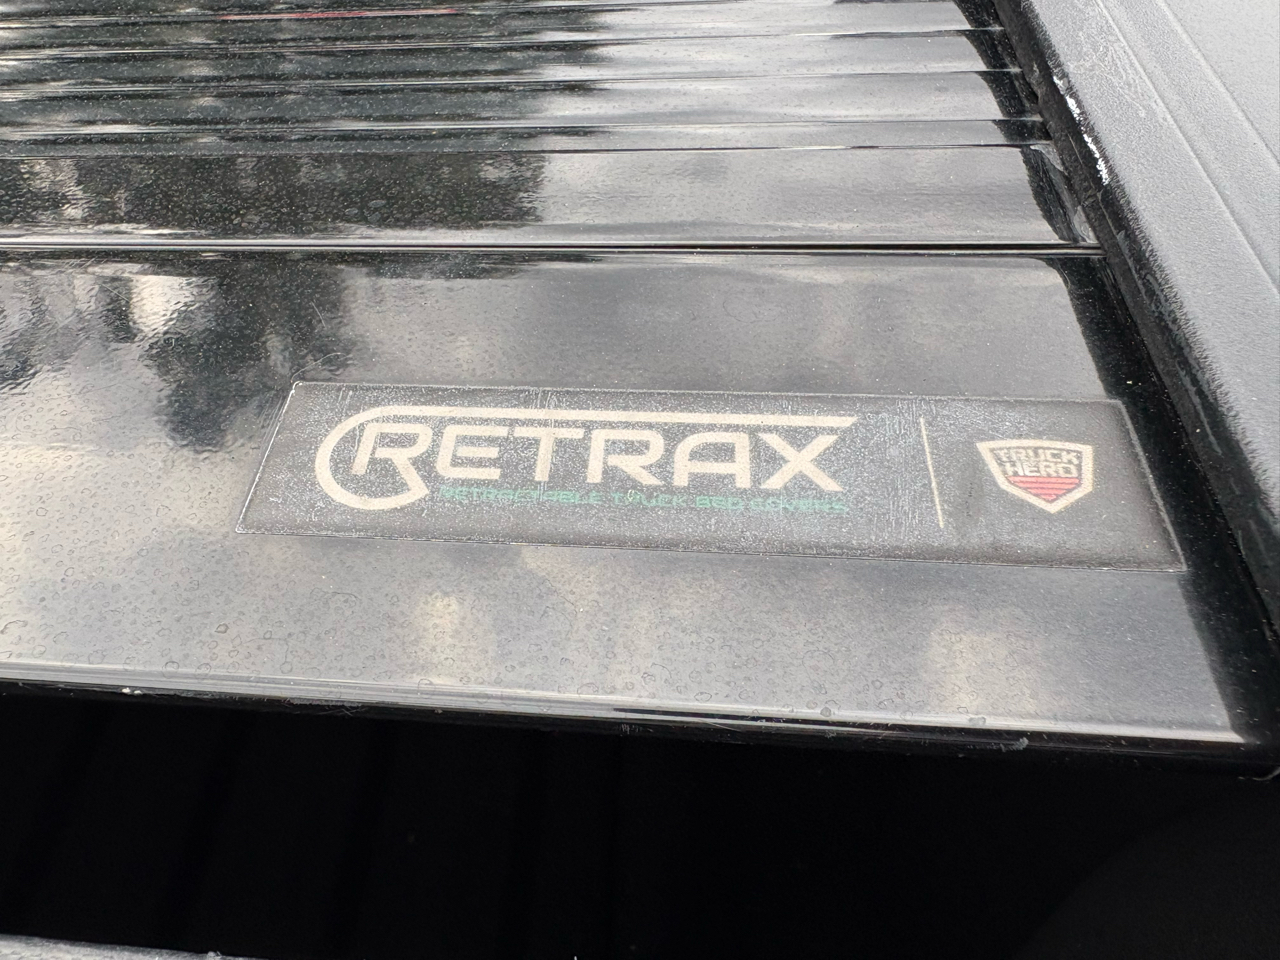 RETRAX
RETRACTABLE TRUCK BED COVERS
TRUCK
HERO